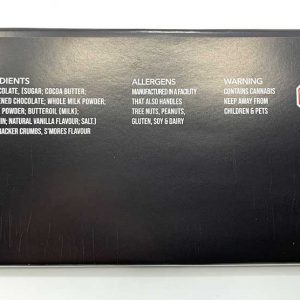 DIENTS
COLATE, (SUGAR; COCOA BUTTER;
ENED CHOCOLATE; WHOLE MILK POWDER;
POWDER; BUTTEROIL (MILK);
IN; NATURAL VANILLA FLAVOUR; SALT.)
RACKER CRUMBS, S'MORES FLAVOUR
ALLERGENS
MANUFACTURED IN A FACILITY
THAT ALSO HANDLES
TREE NUTS, PEANUTS,
GLUTEN, SOY & DAIRY
WARNING
CONTAINS CANNABIS
KEEP AWAY FROM
CHILDREN & PETS